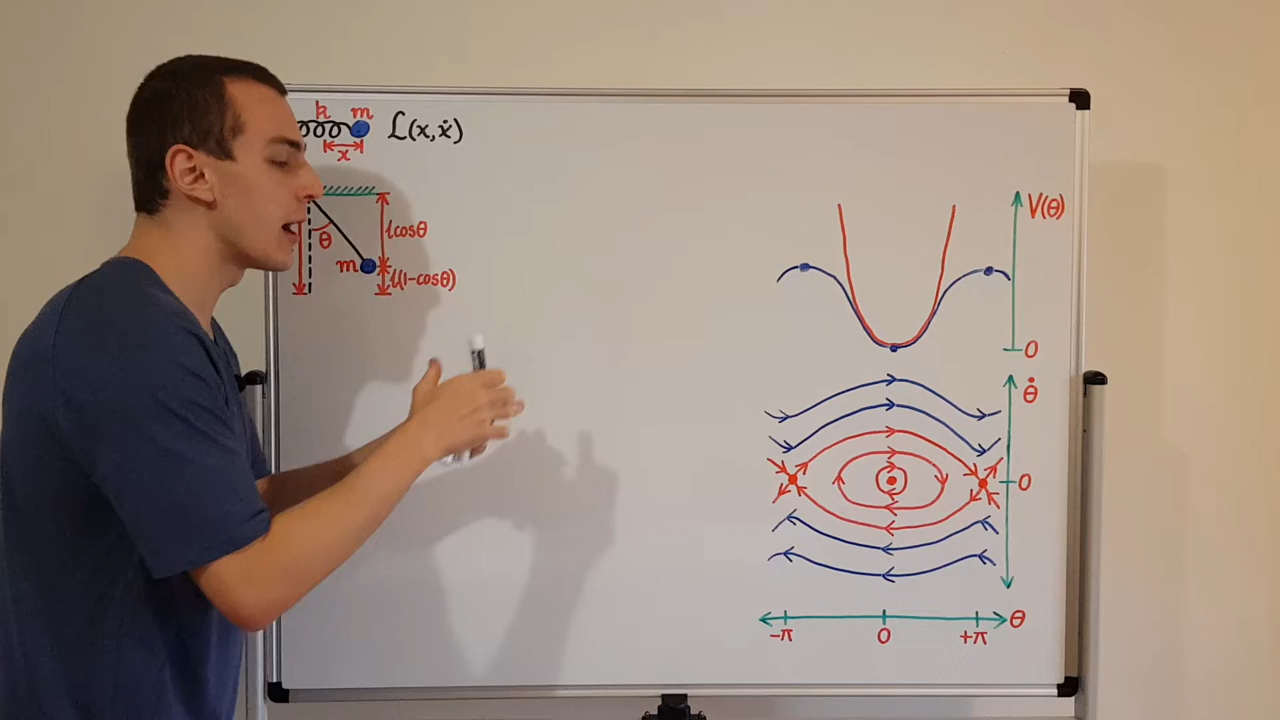 k m
ℒ(x,ẋ)
x
θ
lcosθ
m
l(1-cosθ)
V(θ)
0
θ̇
0
θ
-π 0 +π